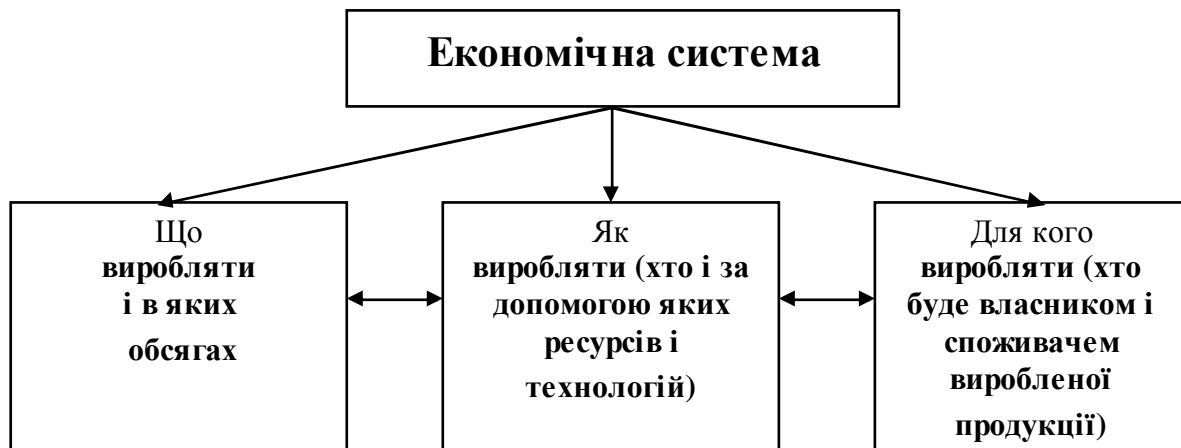 Економічна система
Що
виробляти
і в яких
обсягах
Як
виробляти (хто і за
допомогою яких
ресурсів і
технологій)
Для кого
виробляти (хто
буде власником і
споживачем
виробленої
продукції)